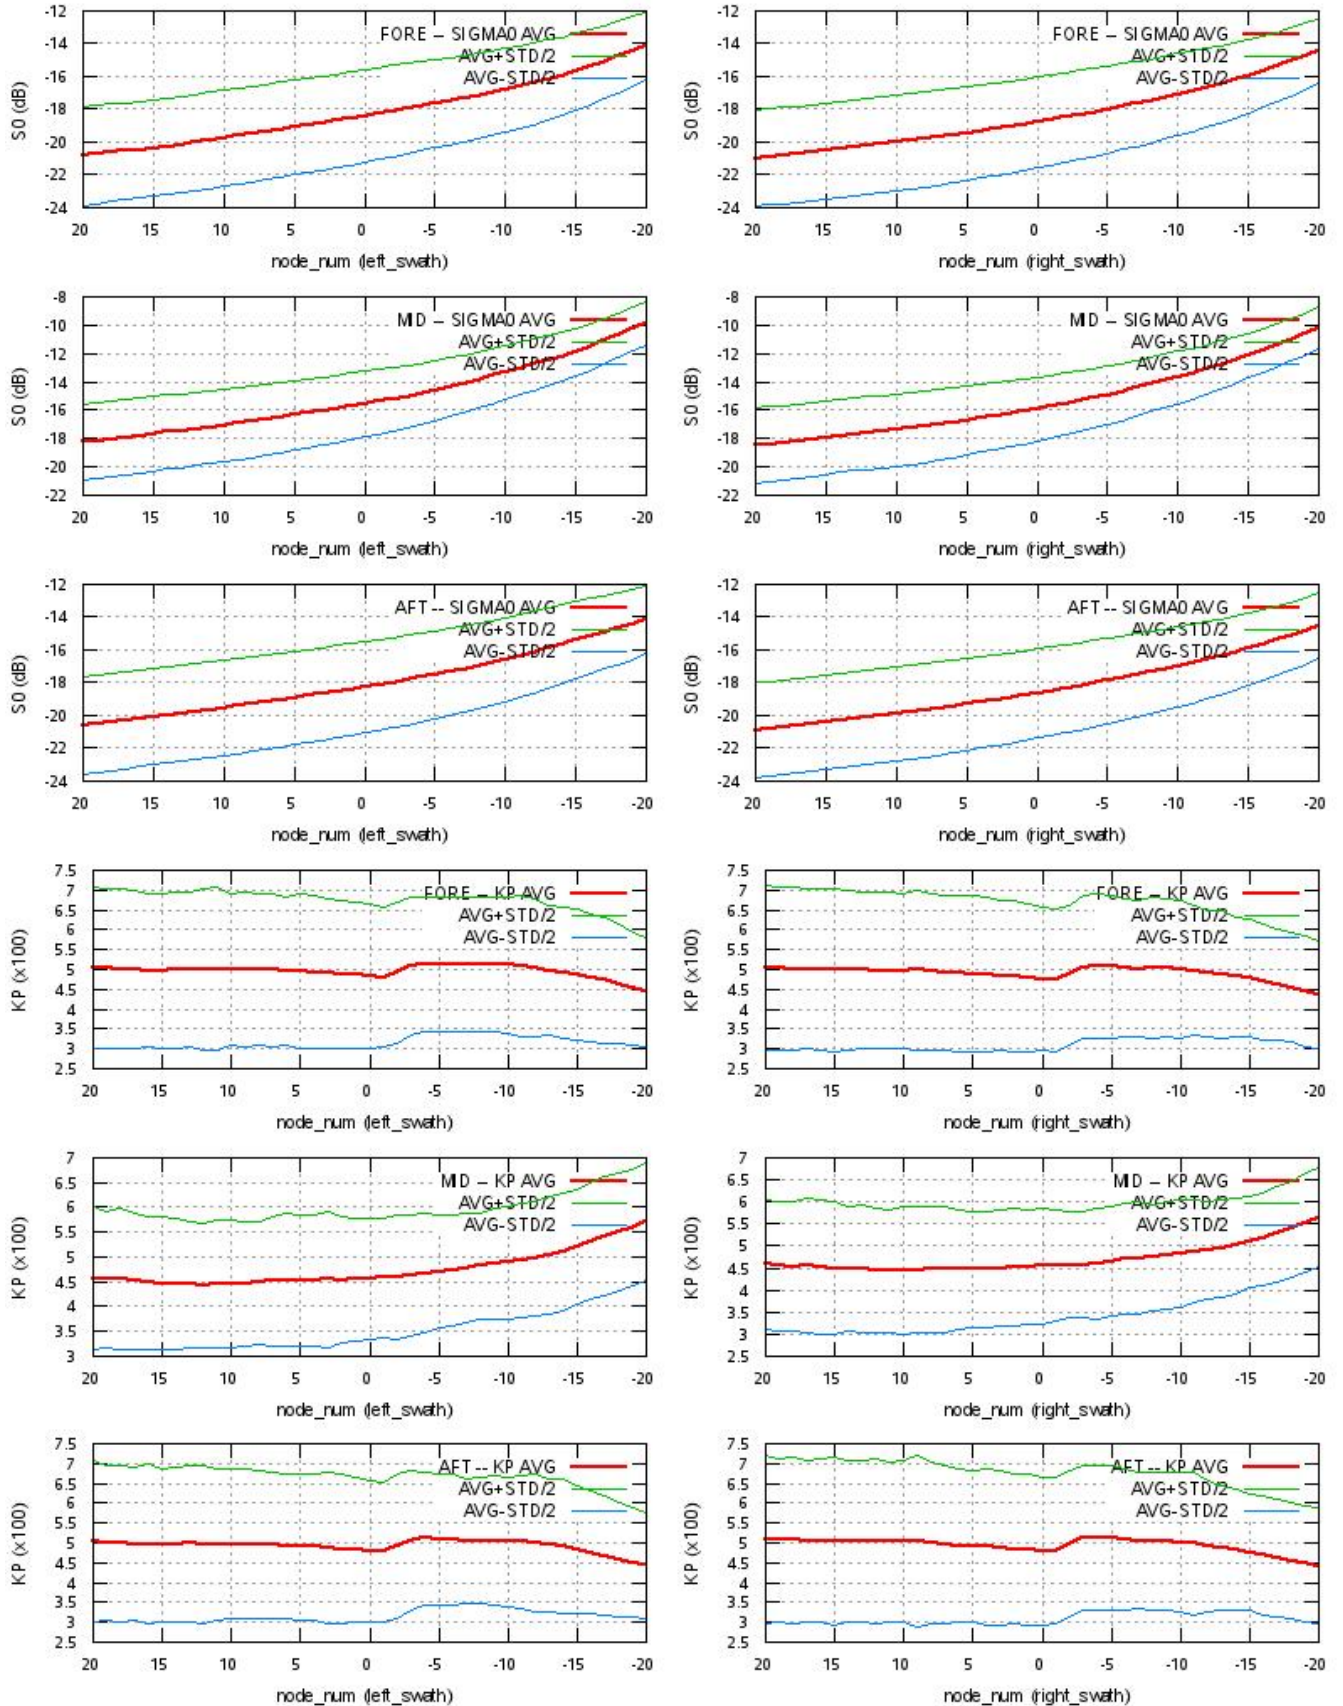 FORE -- SIGMA0 AVG
AVG+STD/2
AVG-STD/2
S0 (dB)
-12
-14
-16
-18
-20
-22
-24
20 15 10 5 0 -5 -10 -15 -20
node_num (left_swath)
FORE -- SIGMA0 AVG
AVG+STD/2
AVG-STD/2
S0 (dB)
-12
-14
-16
-18
-20
-22
-24
20 15 10 5 0 -5 -10 -15 -20
node_num (right_swath)
MID -- SIGMA0 AVG
AVG+STD/2
AVG-STD/2
S0 (dB)
-8
-10
-12
-14
-16
-18
-20
-22
20 15 10 5 0 -5 -10 -15 -20
node_num (left_swath)
MID -- SIGMA0 AVG
AVG+STD/2
AVG-STD/2
S0 (dB)
-8
-10
-12
-14
-16
-18
-20
-22
20 15 10 5 0 -5 -10 -15 -20
node_num (right_swath)
AFT -- SIGMA0 AVG
AVG+STD/2
AVG-STD/2
S0 (dB)
-12
-14
-16
-18
-20
-22
-24
20 15 10 5 0 -5 -10 -15 -20
node_num (left_swath)
AFT -- SIGMA0 AVG
AVG+STD/2
AVG-STD/2
S0 (dB)
-12
-14
-16
-18
-20
-22
-24
20 15 10 5 0 -5 -10 -15 -20
node_num (right_swath)
FORE -- KP AVG
AVG+STD/2
AVG-STD/2
KP (x100)
7.5
7
6.5
6
5.5
5
4.5
4
3.5
3
2.5
20 15 10 5 0 -5 -10 -15 -20
node_num (left_swath)
FORE -- KP AVG
AVG+STD/2
AVG-STD/2
KP (x100)
7.5
7
6.5
6
5.5
5
4.5
4
3.5
3
2.5
20 15 10 5 0 -5 -10 -15 -20
node_num (right_swath)
MID -- KP AVG
AVG+STD/2
AVG-STD/2
KP (x100)
7
6.5
6
5.5
5
4.5
4
3.5
3
20 15 10 5 0 -5 -10 -15 -20
node_num (left_swath)
MID -- KP AVG
AVG+STD/2
AVG-STD/2
KP (x100)
7
6.5
6
5.5
5
4.5
4
3.5
3
2.5
20 15 10 5 0 -5 -10 -15 -20
node_num (right_swath)
AFT -- KP AVG
AVG+STD/2
AVG-STD/2
KP (x100)
7.5
7
6.5
6
5.5
5
4.5
4
3.5
3
2.5
20 15 10 5 0 -5 -10 -15 -20
node_num (left_swath)
AFT -- KP AVG
AVG+STD/2
AVG-STD/2
KP (x100)
7.5
7
6.5
6
5.5
5
4.5
4
3.5
3
2.5
20 15 10 5 0 -5 -10 -15 -20
node_num (right_swath)